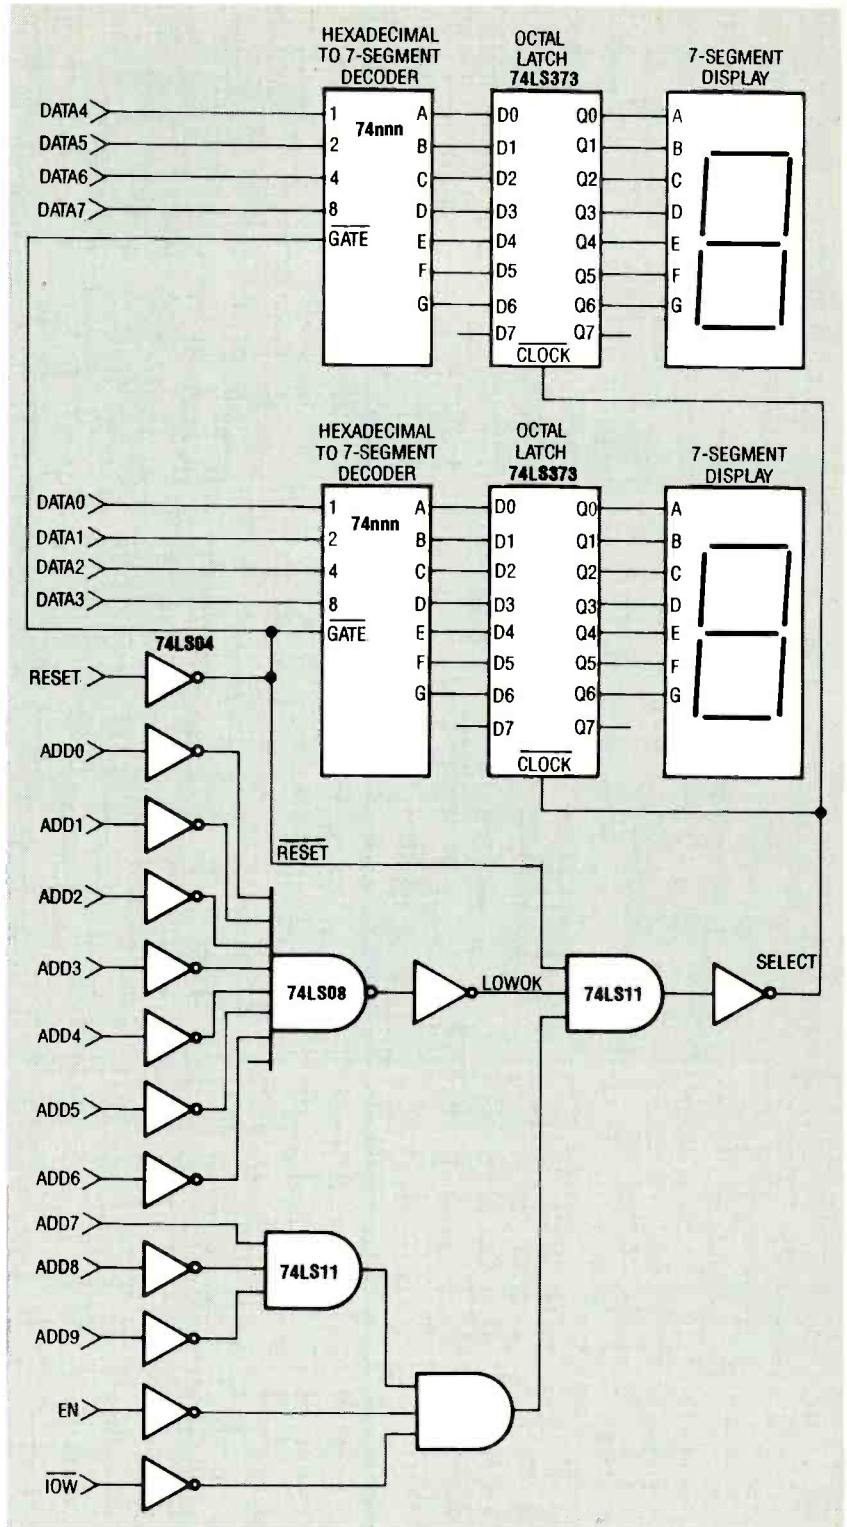 HEXADECIMAL
TO 7-SEGMENT
DECODER
OCTAL
LATCH
74LS373
7-SEGMENT
DISPLAY
DATA4
DATA5
DATA6
DATA7
1
2
4
8
GATE
74nnn
A
B
C
D
E
F
G
D0
D1
D2
D3
D4
D5
D6
D7
Q0
Q1
Q2
Q3
Q4
Q5
Q6
Q7
CLOCK
A
B
C
D
E
F
G
HEXADECIMAL
TO 7-SEGMENT
DECODER
OCTAL
LATCH
74LS373
7-SEGMENT
DISPLAY
DATA0
DATA1
DATA2
DATA3
1
2
4
8
GATE
74nnn
A
B
C
D
E
F
G
D0
D1
D2
D3
D4
D5
D6
D7
Q0
Q1
Q2
Q3
Q4
Q5
Q6
Q7
CLOCK
A
B
C
D
E
F
G
74LS04
RESET
ADD0
ADD1
ADD2
ADD3
ADD4
ADD5
ADD6
ADD7
ADD8
ADD9
EN
IOW
RESET
74LS08
LOWOK
74LS11
SELECT
74LS11